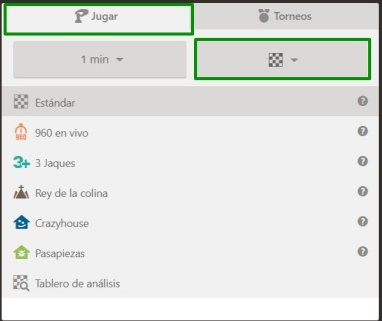 Jugar
Torneos
1 min
Estándar
960 en vivo
3+ 3 Jaques
Rey de la colina
Crazyhouse
Pasapiezas
Tablero de análisis